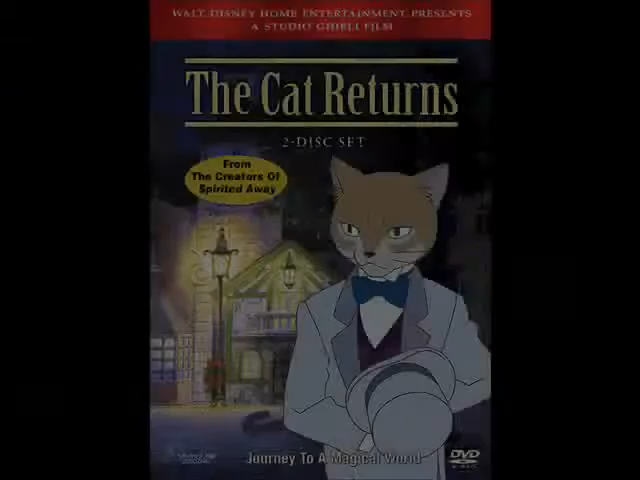 WALT DISNEY HOME ENTERTAINMENT PRESENTS
A STUDIO GHIBLI FILM
The Cat Returns
2-DISC SET
From
The Creators Of
Spirited Away
Journey To A Magical World
DVD